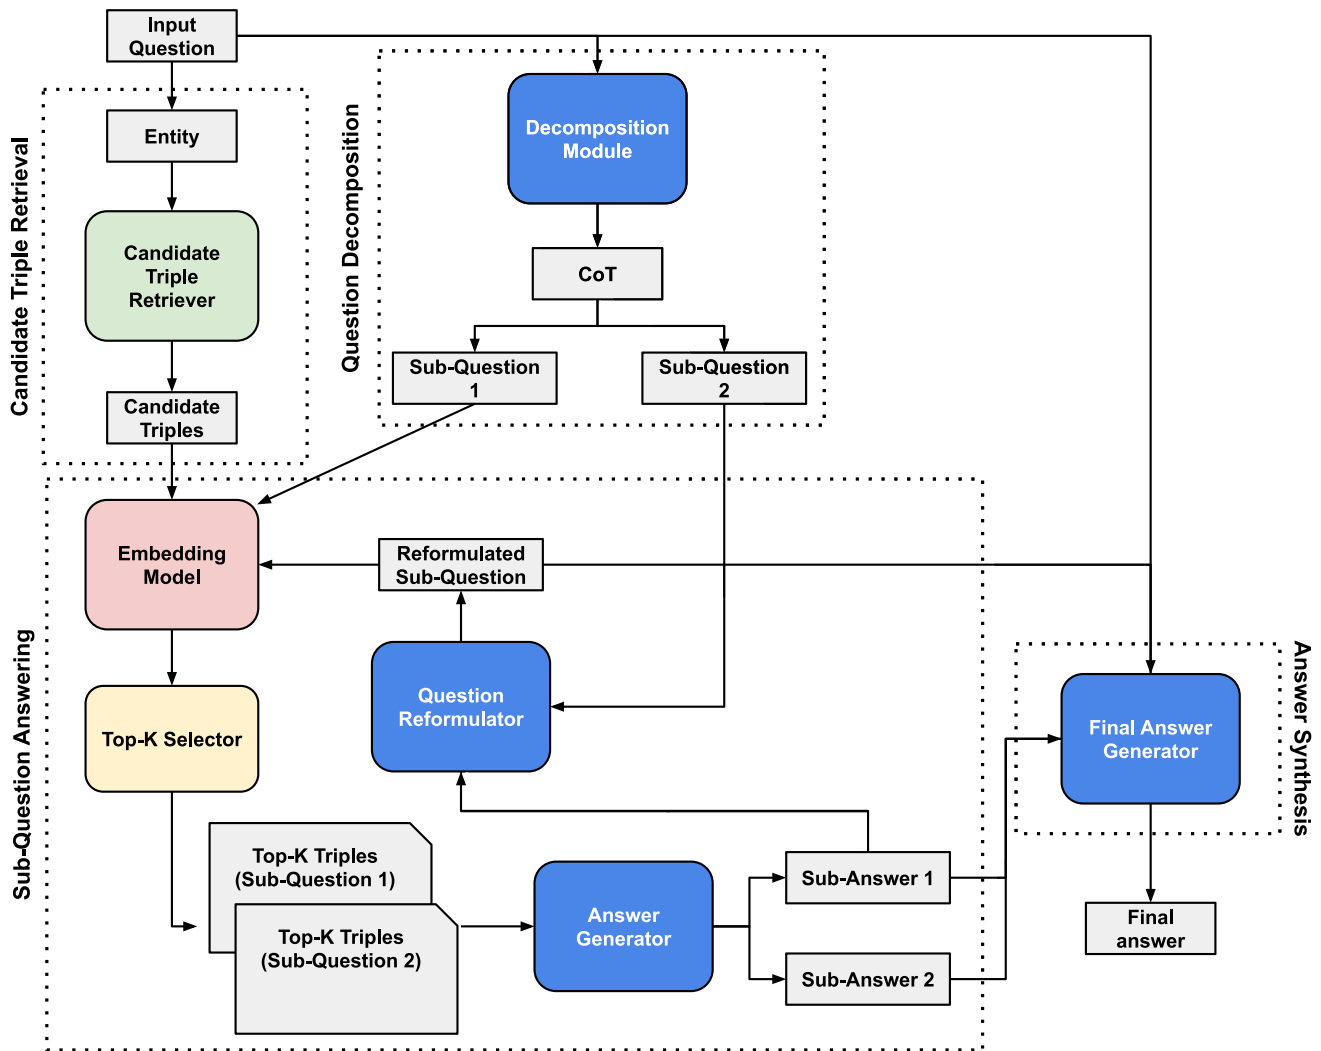 Input
Question
Candidate Triple Retrieval
Entity
Candidate
Triple
Retriever
Candidate
Triples
Question Decomposition
Decomposition
Module
CoT
Sub-Question
1
Sub-Question
2
Sub-Question Answering
Embedding
Model
Reformulated
Sub-Question
Question
Reformulator
Top-K Selector
Top-K Triples
(Sub-Question 1)
Top-K Triples
(Sub-Question 2)
Answer
Generator
Sub-Answer 1
Sub-Answer 2
Answer Synthesis
Final Answer
Generator
Final
answer